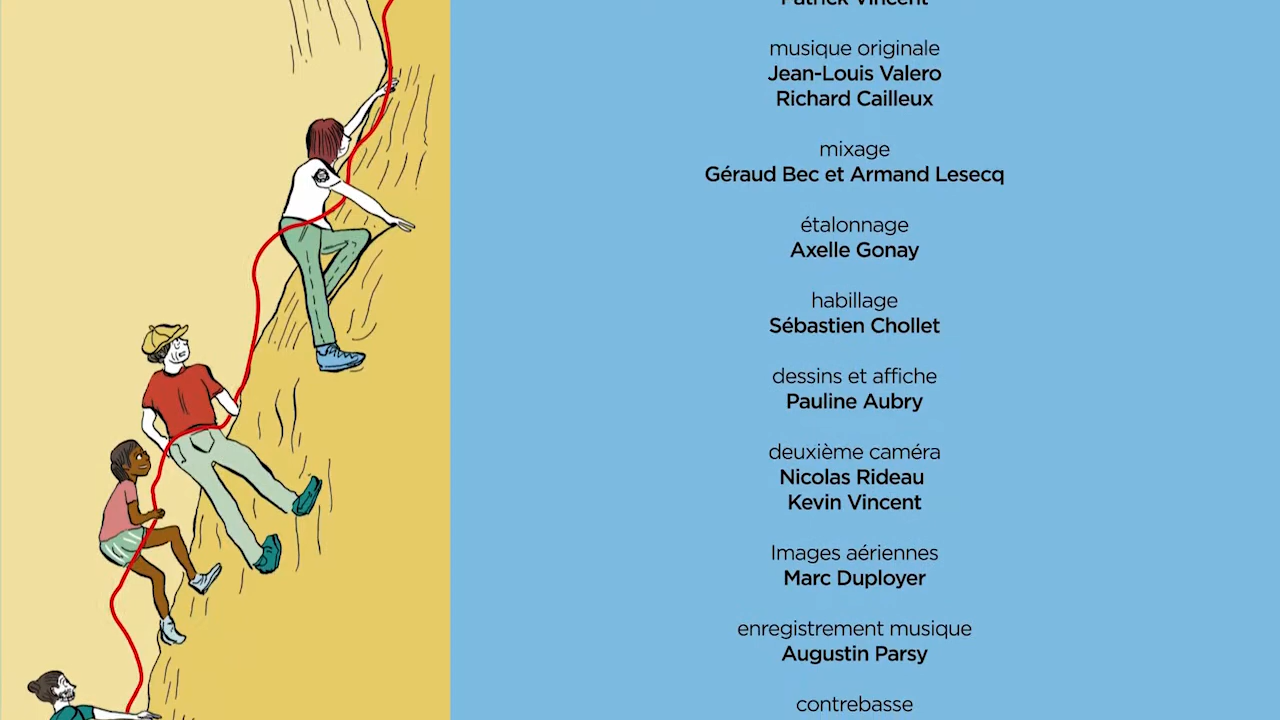 Patrick Vincent
musique originale
Jean-Louis Valero
Richard Cailleux
mixage
Géraud Bec et Armand Lesecq
étalonnage
Axelle Gonay
habillage
Sébastien Chollet
dessins et affiche
Pauline Aubry
deuxième caméra
Nicolas Rideau
Kevin Vincent
Images aériennes
Marc Duployer
enregistrement musique
Augustin Parsy
contrebasse